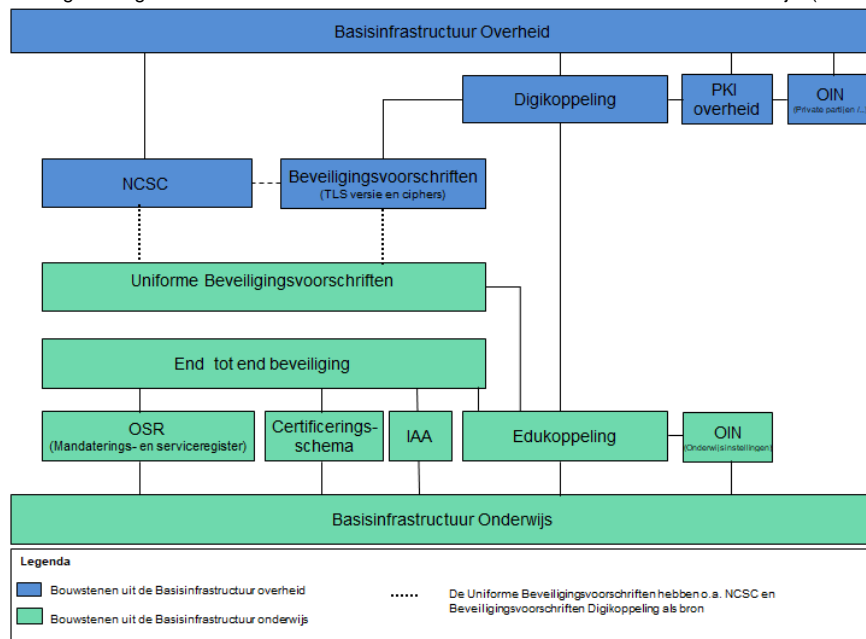 Basisinfrastructuur Overheid
Digikoppeling
PKI
overheid
OIN
(Private partijen /..)
NCSC
Beveiligingsvoorschriften
(TLS versie en ciphers)
Uniforme Beveiligingsvoorschriften
End tot end beveiliging
OSR
(Mandaterings- en serviceregister)
Certificerings-
schema
IAA
Edukoppeling
OIN
(Onderwijsinstellingen)
Basisinfrastructuur Onderwijs
Legenda
Bouwstenen uit de Basisinfrastructuur overheid
Bouwstenen uit de Basisinfrastructuur onderwijs
De Uniforme Beveiligingsvoorschriften hebben o.a. NCSC en
Beveiligingsvoorschriften Digikoppeling als bron